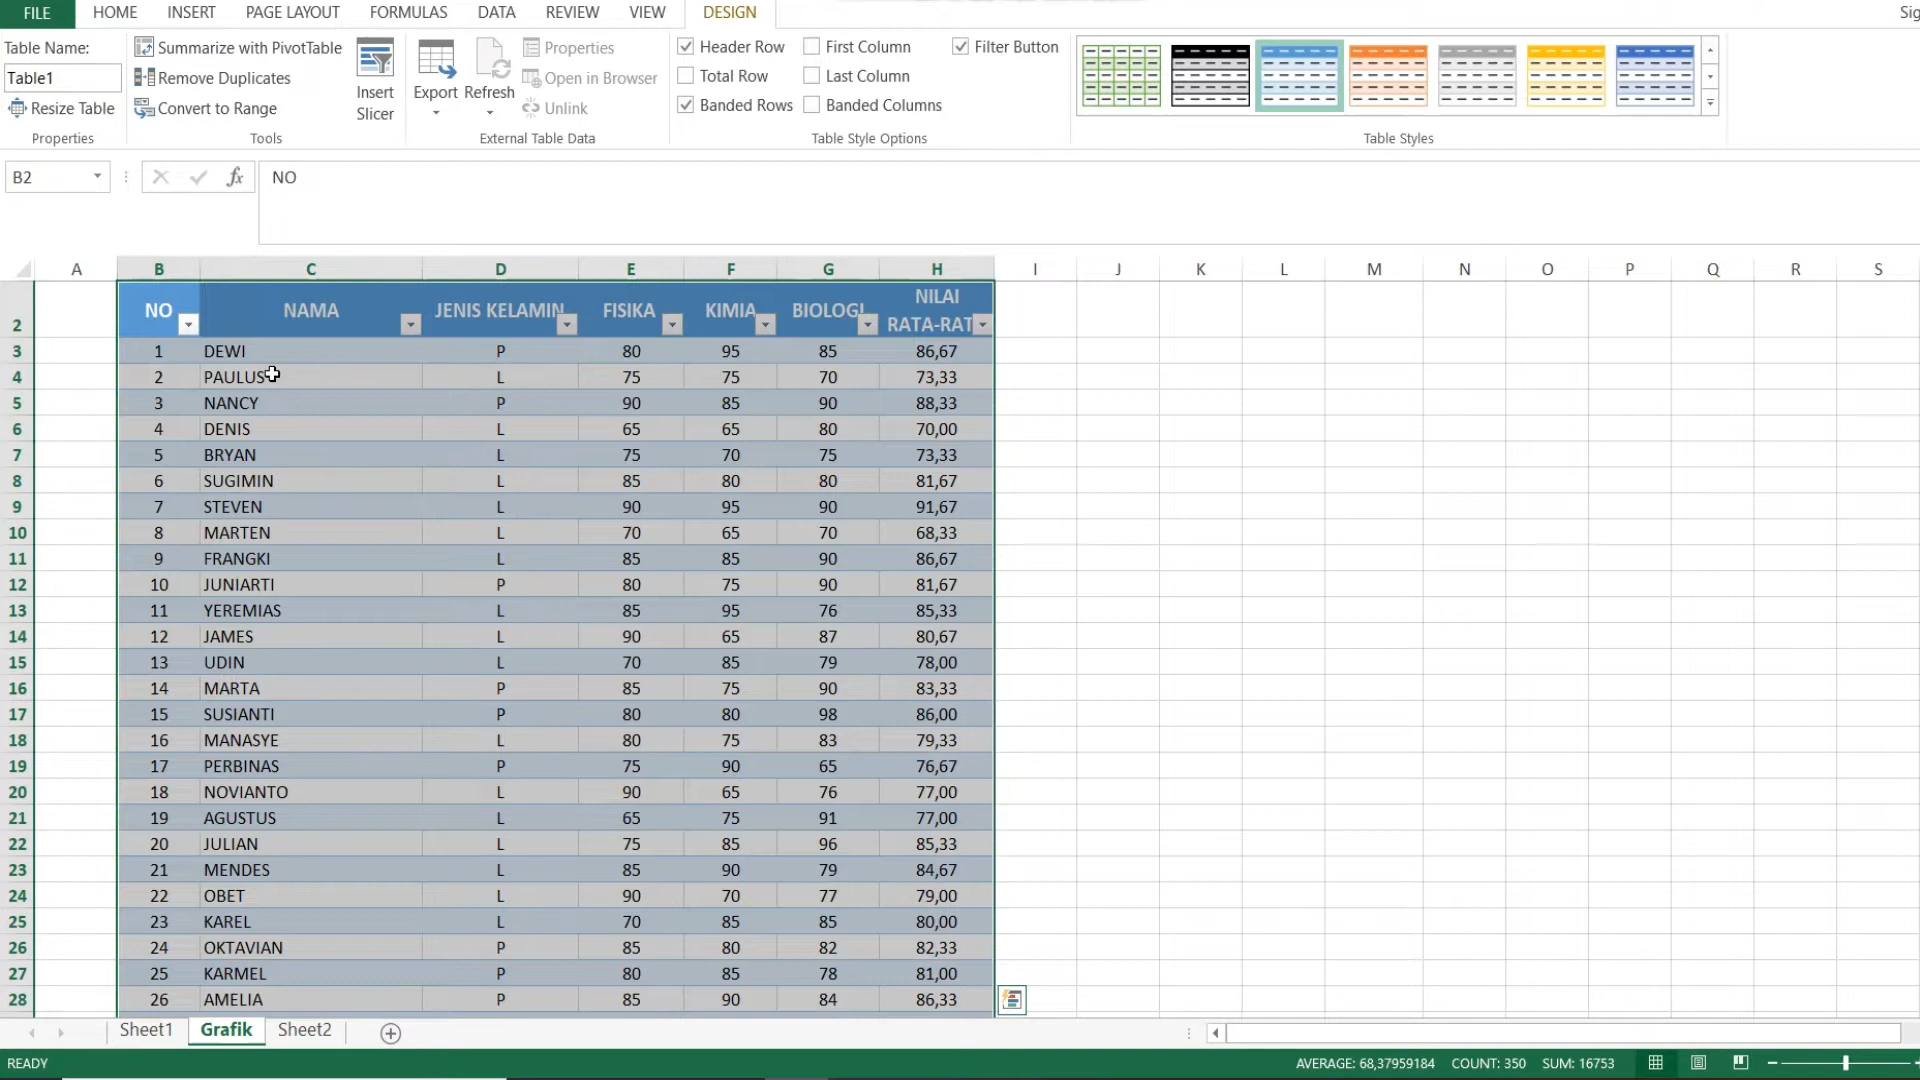 FILE HOME INSERT PAGE LAYOUT FORMULAS DATA REVIEW VIEW DESIGN Sig
Table Name:
Table1
Resize Table
Properties
Summarize with PivotTable
Remove Duplicates
Convert to Range
Tools
Insert
Slicer
Export Refresh
Properties
Open in Browser
Unlink
External Table Data
Header Row First Column Filter Button
Total Row Last Column
Banded Rows Banded Columns
Table Style Options
Table Styles
B2 fx NO
A B C D E F G H I J K L M N O P Q R S
2 NO NAMA JENIS KELAMIN FISIKA KIMIA BIOLOGI NILAI
RATA-RAT
3 1 DEWI P 80 95 85 86,67
4 2 PAULUS L 75 75 70 73,33
5 3 NANCY P 90 85 90 88,33
6 4 DENIS L 65 65 80 70,00
7 5 BRYAN L 75 70 75 73,33
8 6 SUGIMIN L 85 80 80 81,67
9 7 STEVEN L 90 95 90 91,67
10 8 MARTEN L 70 65 70 68,33
11 9 FRANGKI L 85 85 90 86,67
12 10 JUNIARTI P 80 75 90 81,67
13 11 YEREMIAS L 85 95 76 85,33
14 12 JAMES L 90 65 87 80,67
15 13 UDIN L 70 85 79 78,00
16 14 MARTA P 85 75 90 83,33
17 15 SUSIANTI P 80 80 98 86,00
18 16 MANASYE L 80 75 83 79,33
19 17 PERBINAS P 75 90 65 76,67
20 18 NOVIANTO L 90 65 76 77,00
21 19 AGUSTUS L 65 75 91 77,00
22 20 JULIAN L 75 85 96 85,33
23 21 MENDES L 85 90 79 84,67
24 22 OBET L 90 70 77 79,00
25 23 KAREL L 70 85 85 80,00
26 24 OKTAVIAN P 85 80 82 82,33
27 25 KARMEL P 80 85 78 81,00
28 26 AMELIA P 85 90 84 86,33
Sheet1 Grafik Sheet2
READY AVERAGE: 68,37959184 COUNT: 350 SUM: 16753